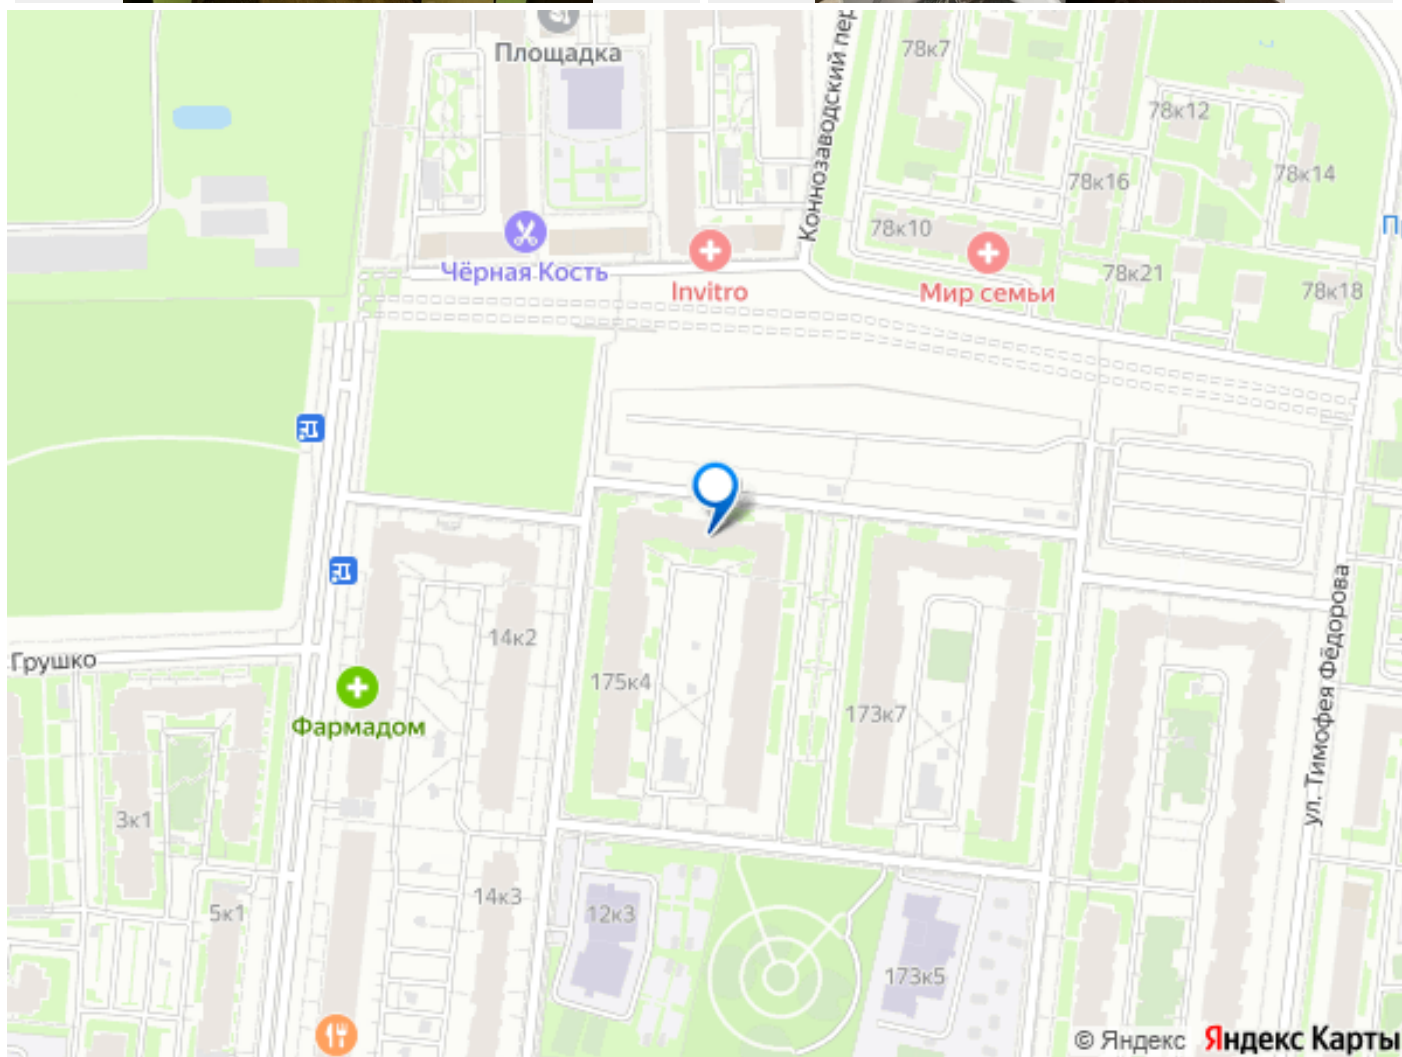 Площадка
Коннозаводский пер
78к7
78к12
78к14
78к16
78к10
Чёрная Кость
Invitro
Мир семьи
78к21
78к18
Грушко
14к2
175к4
173к7
Фармадом
ул. Тимофея Фёдорова
3к1
5к1
14к3
12к3
173к5
© Яндекс Яндекс Карты